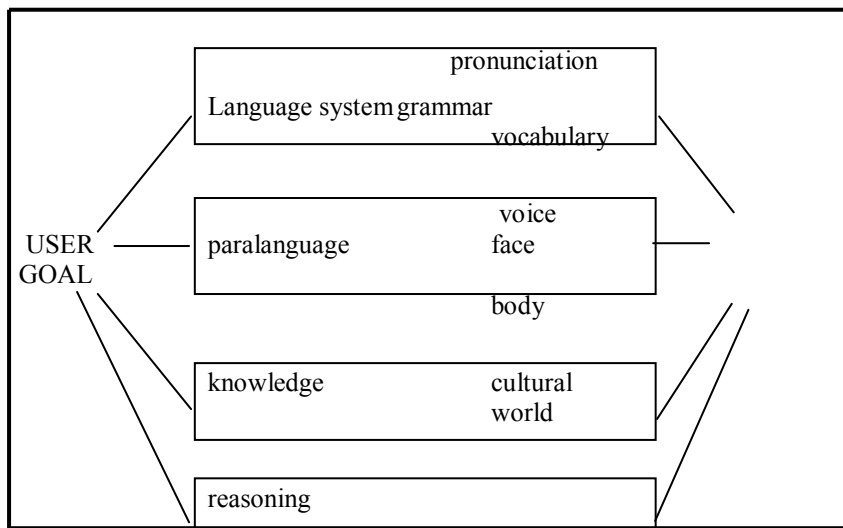 pronunciation
Language system grammar
vocabulary
voice
USER paralanguage face
GOAL
body
knowledge cultural
world
reasoning